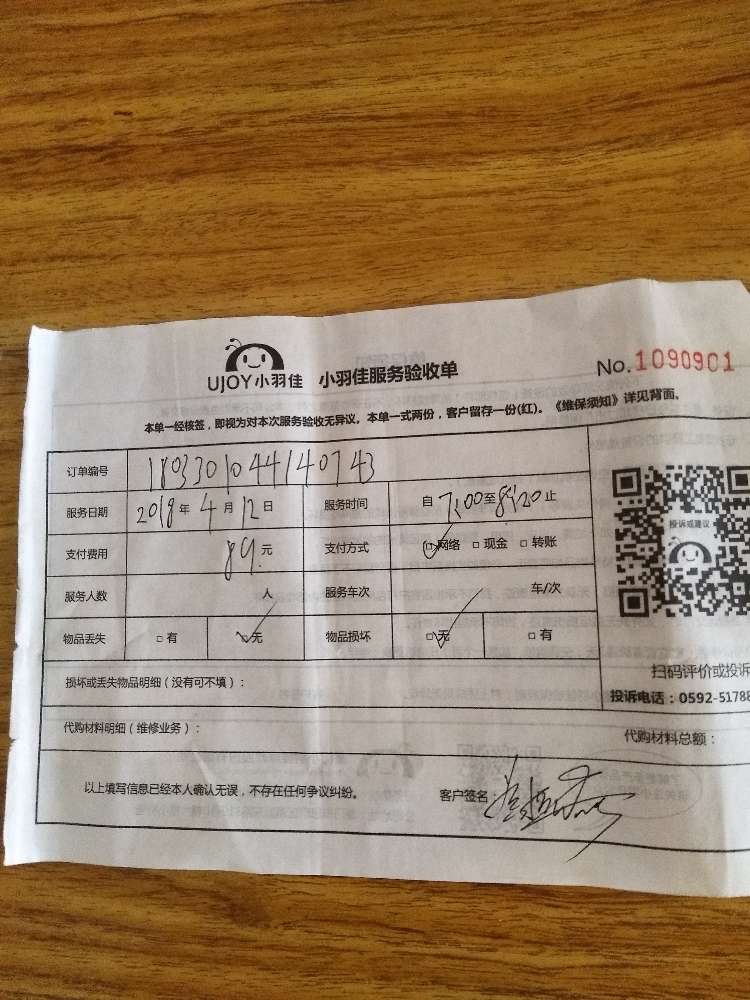 UJOY小羽佳 小羽佳服务验收单 No.1090901
本单一经核签，即视为对本次服务验收无异议。本单一式两份，客户留存一份(红)。《维保须知》详见背面。
订单编号 1803301044140743
服务日期 2018年4月12日 服务时间 自7:00至8:20止
支付费用 89.元 支付方式 □网络 □现金 □转账
服务人数 人 服务车次 车/次
物品丢失 □有 □无 物品损坏 □无 □有
投诉或建议
扫码评价或投诉
投诉电话：0592-5178
损坏或丢失物品明细（没有可不填）：
代购材料明细（维修业务）： 代购材料总额：
以上填写信息已经本人确认无误，不存在任何争议纠纷。 客户签名：